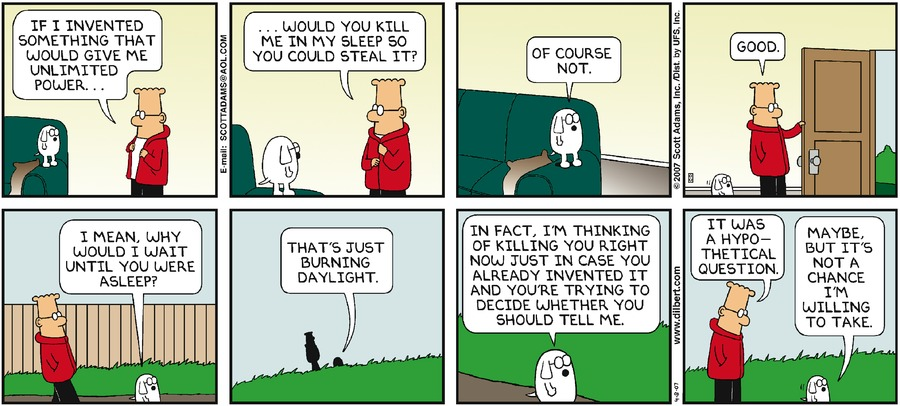 IF I INVENTED
SOMETHING THAT
WOULD GIVE ME
UNLIMITED
POWER...
E-mail: SCOTTADAMS@AOL.COM
...WOULD YOU KILL
ME IN MY SLEEP SO
YOU COULD STEAL IT?
OF COURSE
NOT.
© 2007 Scott Adams, Inc./Dist. by UFS, Inc.
GOOD.
I MEAN, WHY
WOULD I WAIT
UNTIL YOU WERE
ASLEEP?
THAT'S JUST
BURNING
DAYLIGHT.
IN FACT, I'M THINKING
OF KILLING YOU RIGHT
NOW JUST IN CASE YOU
ALREADY INVENTED IT
AND YOU'RE TRYING TO
DECIDE WHETHER YOU
SHOULD TELL ME.
www.dilbert.com
4-8-07
IT WAS
A HYPO-
THETICAL
QUESTION.
MAYBE,
BUT IT'S
NOT A
CHANCE
I'M
WILLING
TO TAKE.